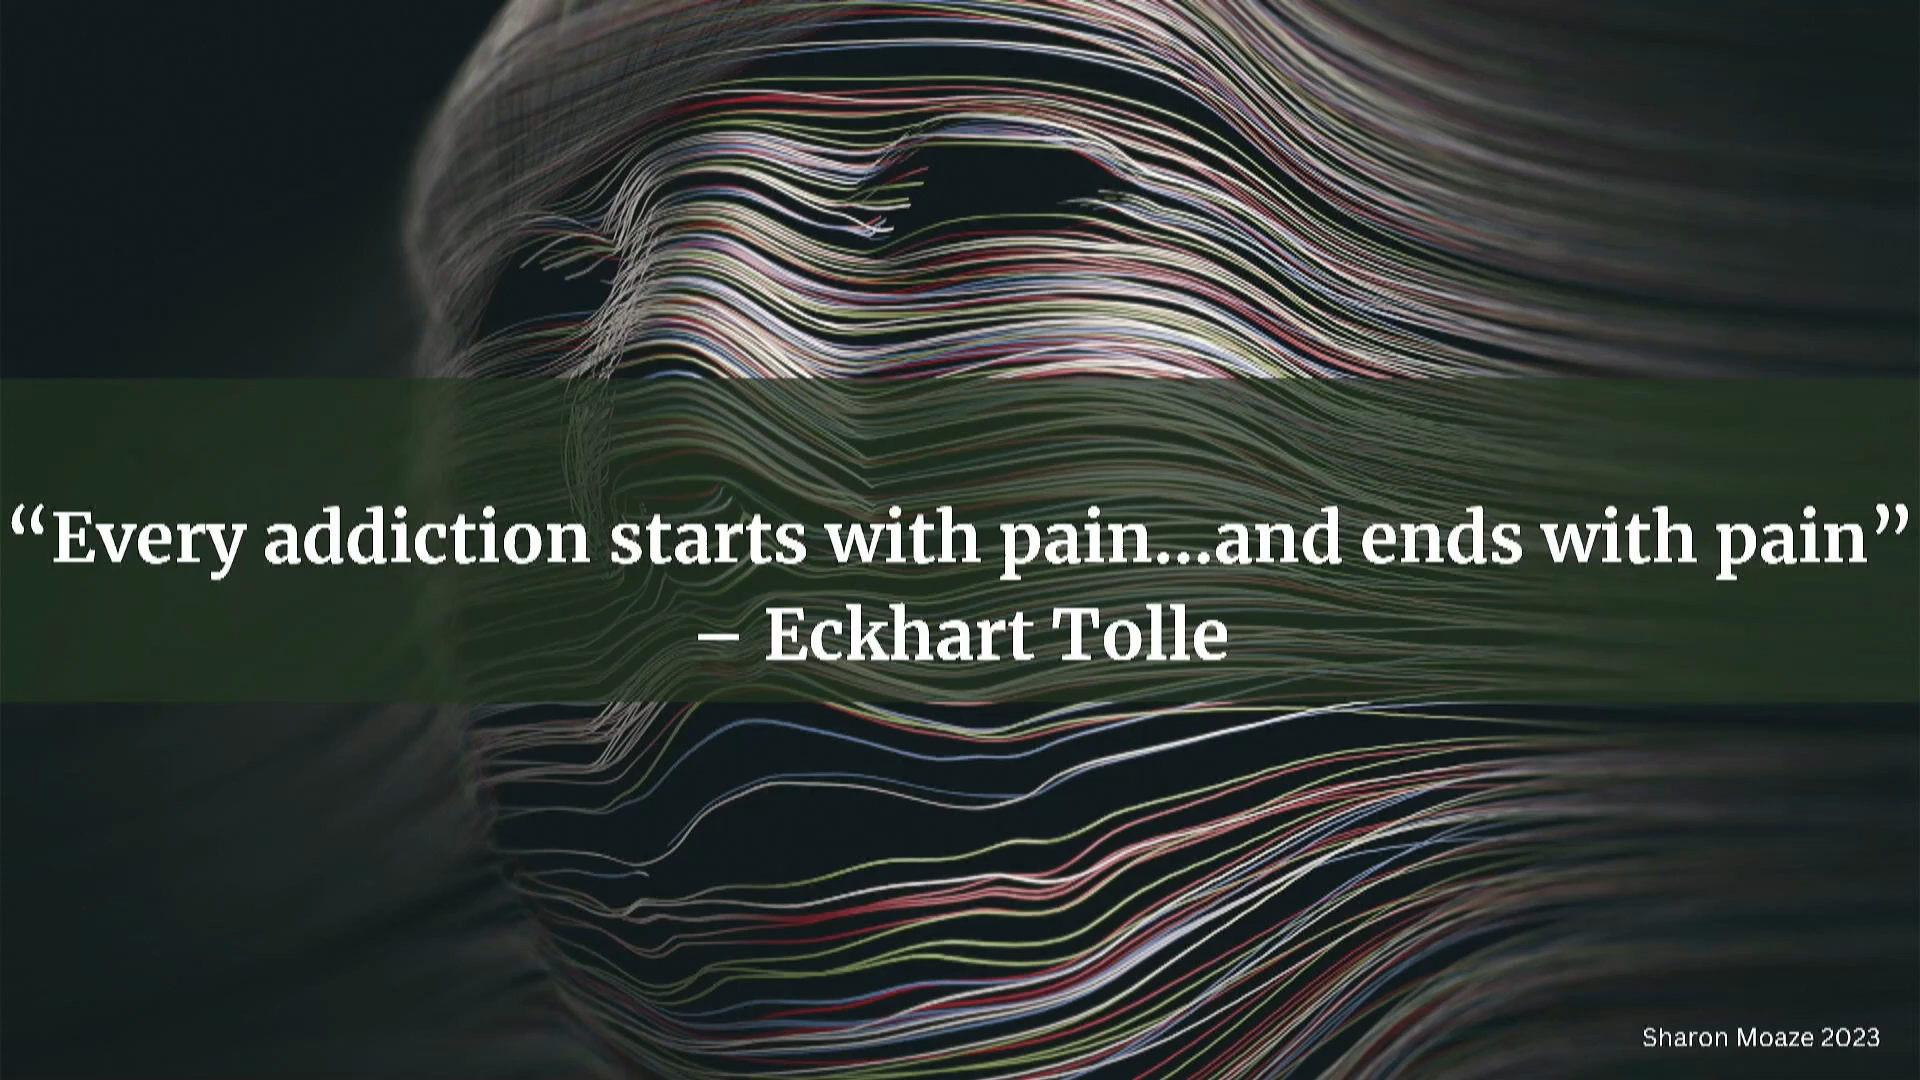 “Every addiction starts with pain...and ends with pain”
– Eckhart Tolle
Sharon Moaze 2023